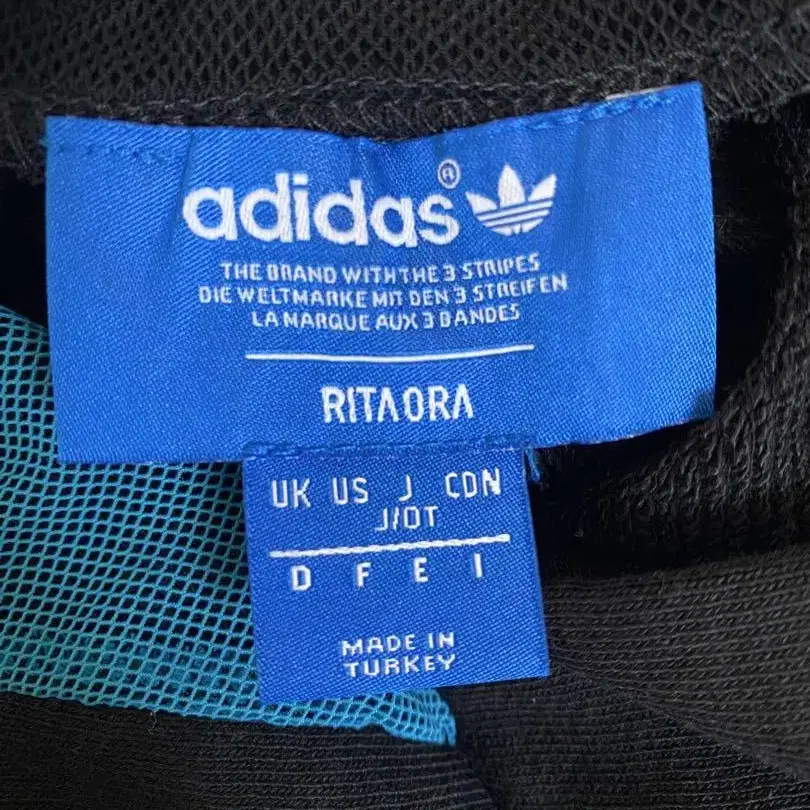 adidas®
THE BRAND WITH THE 3 STRIPES
DIE WELTMARKE MIT DEN 3 STREIFEN
LA MARQUE AUX 3 BANDES
RITA ORA
UK US J CDN
J/OT
D F E I
MADE IN
TURKEY